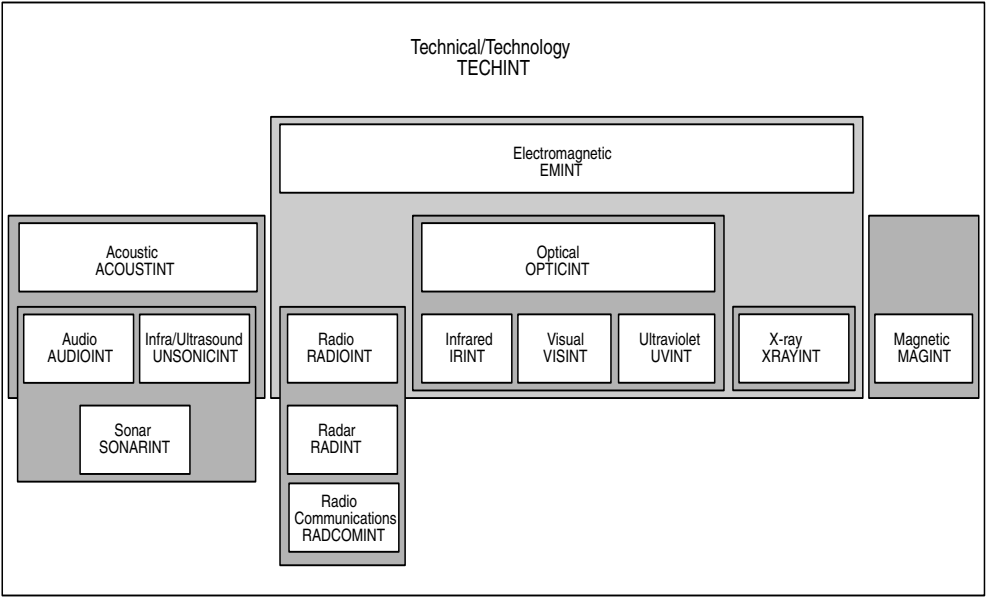 Technical/Technology
TECHINT
Electromagnetic
EMINT
Acoustic
ACOUSTINT
Optical
OPTICINT
Audio
AUDIOINT
Infra/Ultrasound
UNSONICINT
Radio
RADIOINT
Infrared
IRINT
Visual
VISINT
Ultraviolet
UVINT
X-ray
XRAYINT
Magnetic
MAGINT
Sonar
SONARINT
Radar
RADINT
Radio
Communications
RADCOMINT